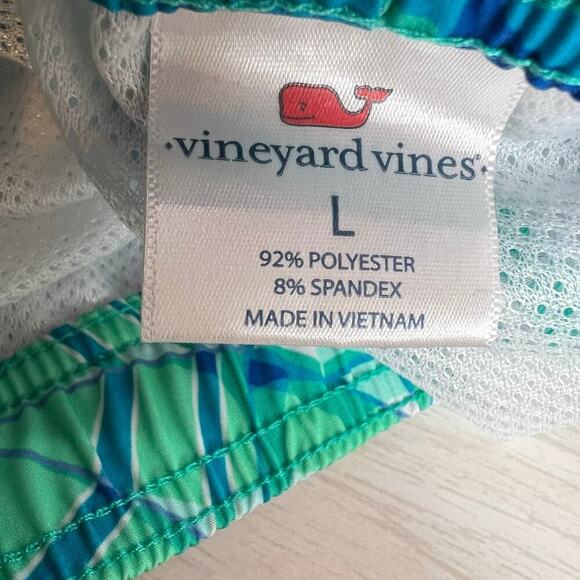 vineyard vines®
L
92% POLYESTER
8% SPANDEX
MADE IN VIETNAM